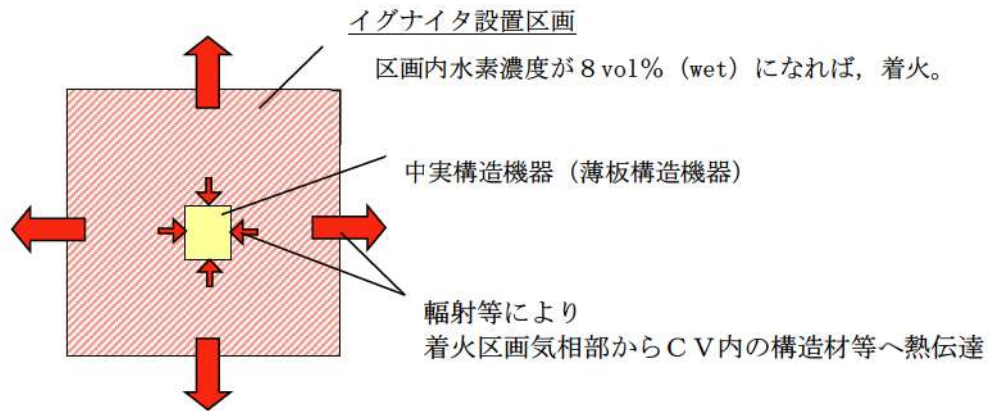 イグナイタ設置区画
区画内水素濃度が８vol％（wet）になれば，着火。
中実構造機器（薄板構造機器）
輻射等により
着火区画気相部からＣＶ内の構造材等へ熱伝達